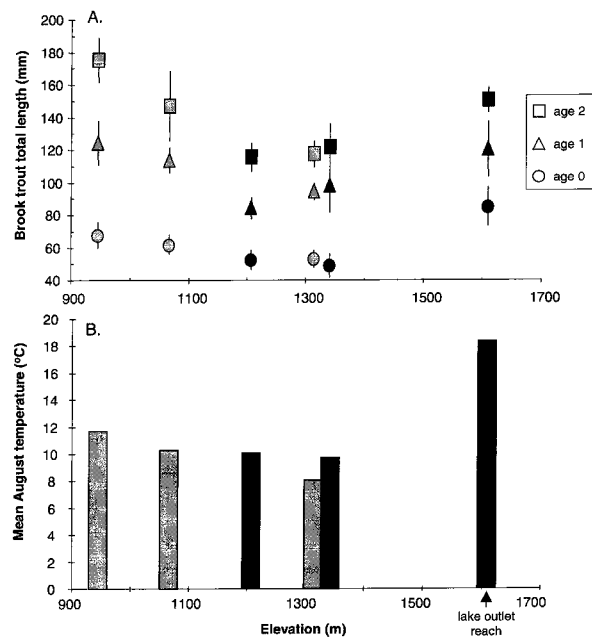 A.
Brook trout total length (mm)
200
180
160
140
120
100
80
60
40
900 1100 1300 1500 1700
age 2
age 1
age 0
B.
Mean August temperature (ºC)
20
18
16
14
12
10
8
6
4
2
0
900 1100 1300 1500 1700
Elevation (m)
lake outlet
reach